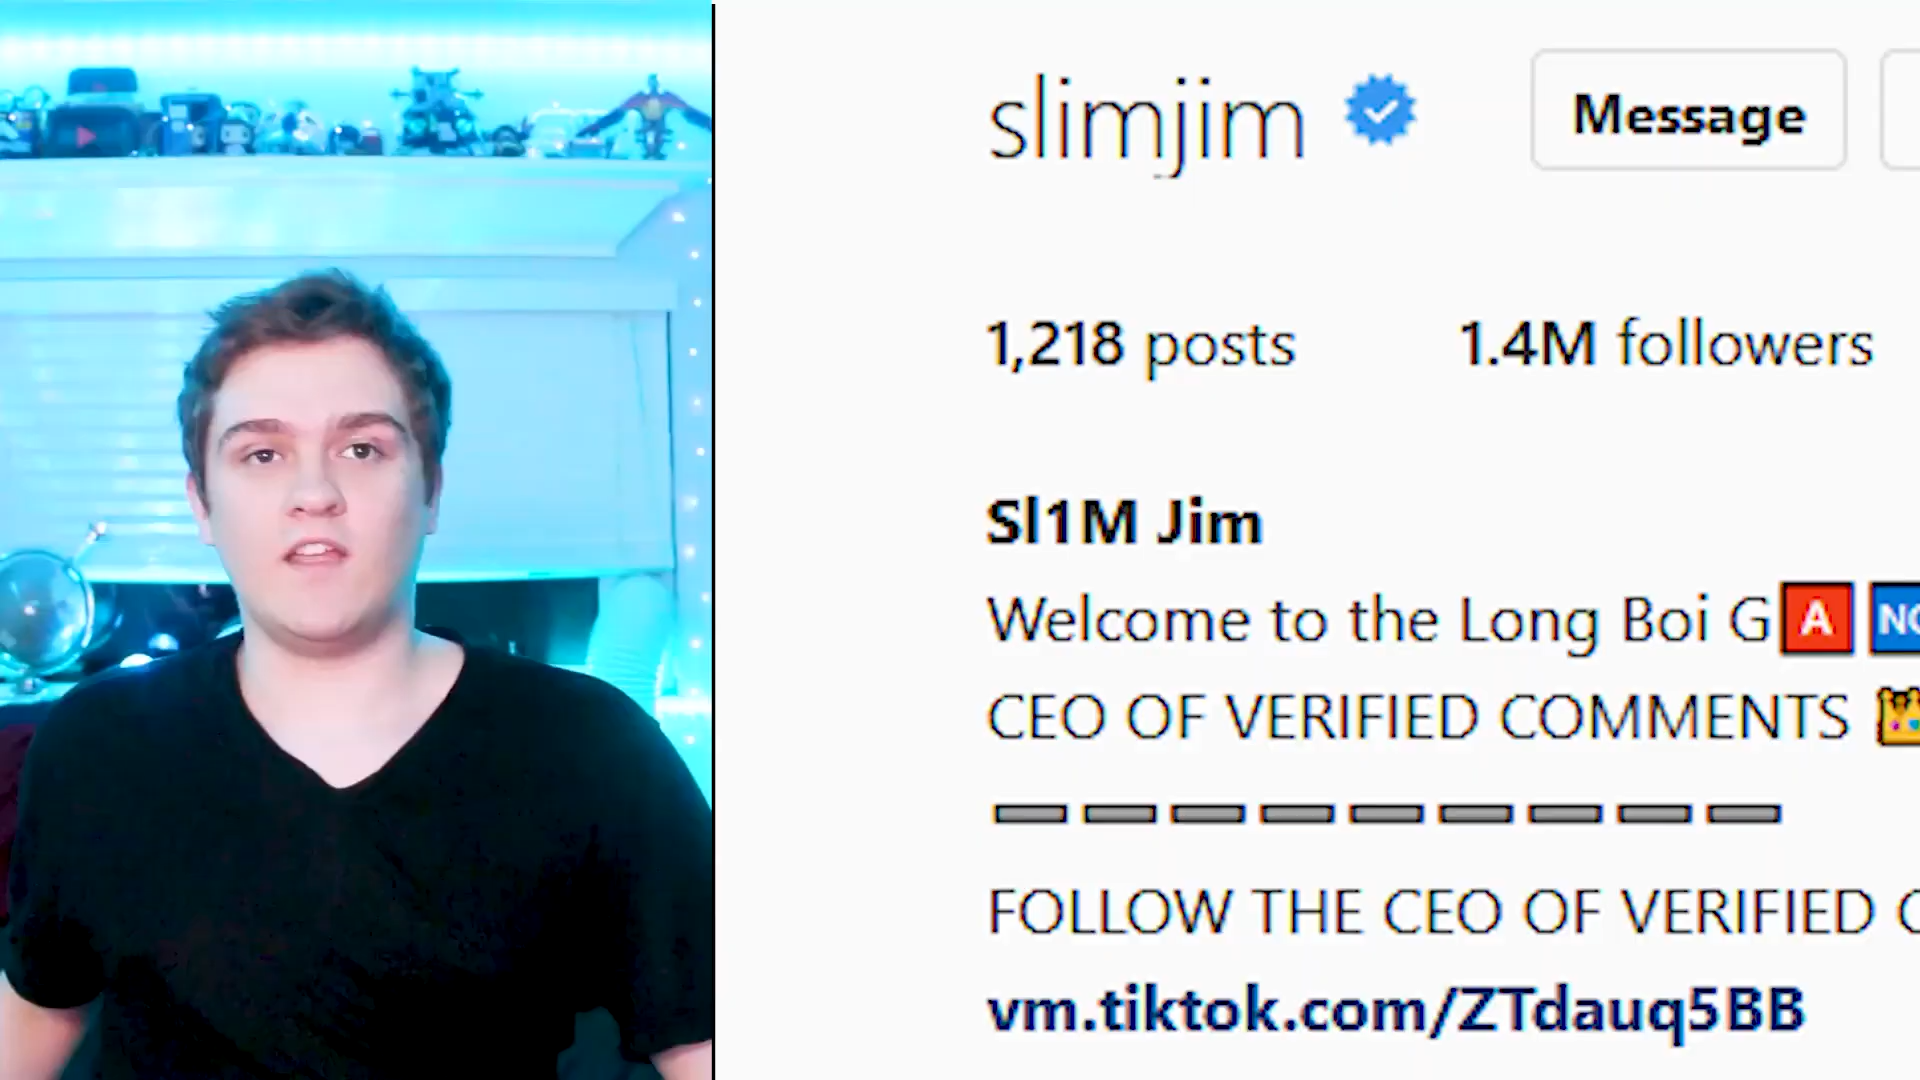 slimjim
Message
1,218 posts 1.4M followers
Sl1M Jim
Welcome to the Long Boi G🅰️
CEO OF VERIFIED COMMENTS 👑
FOLLOW THE CEO OF VERIFIED
vm.tiktok.com/ZTdauq5BB